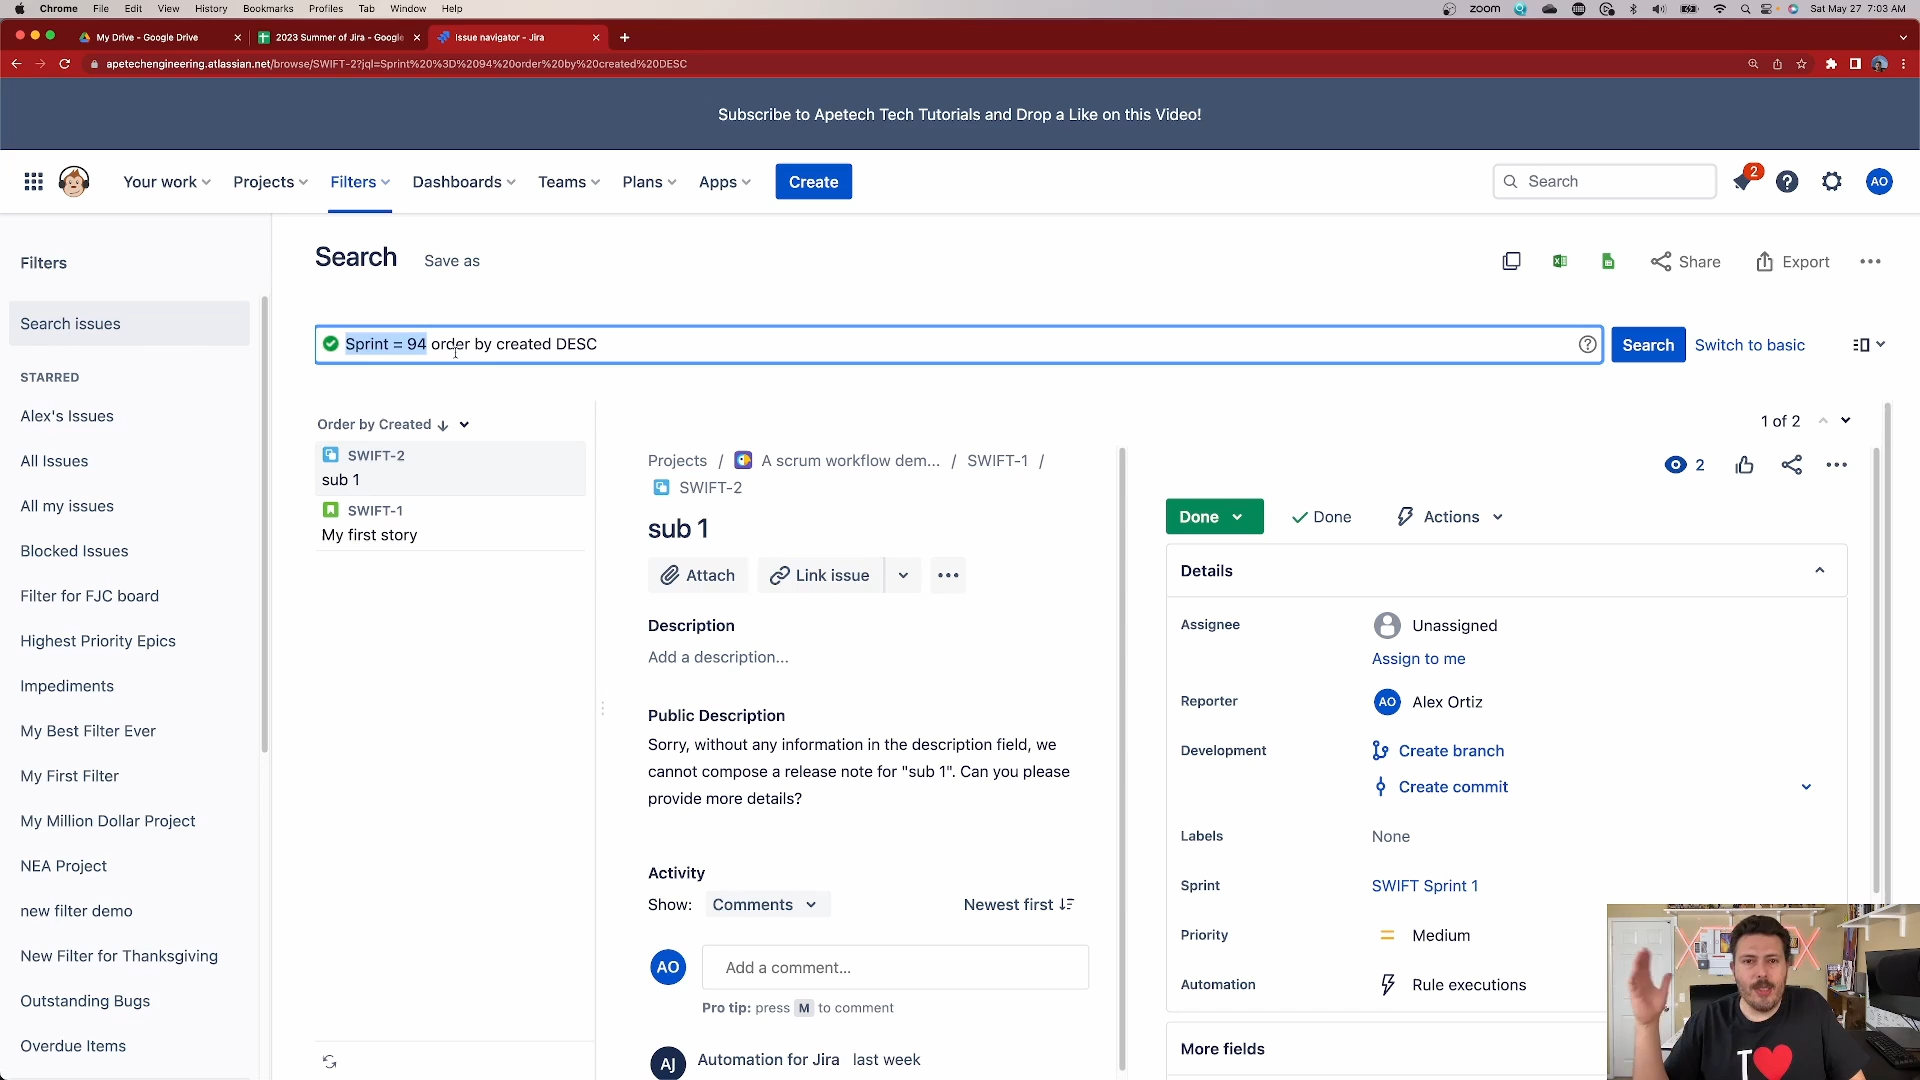 Chrome File Edit View History Bookmarks Profiles Tab Window Help zoom Sat May 27 7:03 AM
My Drive - Google Drive 2023 Summer of Jira - Google Issue navigator - Jira
apetechengineering.atlassian.net/browse/SWIFT-2?jql=Sprint%20%3D%2094%20order%20by%20created%20DESC
Subscribe to Apetech Tech Tutorials and Drop a Like on this Video!
Your work Projects Filters Dashboards Teams Plans Apps Create Search 2 AO
Filters
Search issues
STARRED
Alex's Issues
All Issues
All my issues
Blocked Issues
Filter for FJC board
Highest Priority Epics
Impediments
My Best Filter Ever
My First Filter
My Million Dollar Project
NEA Project
new filter demo
New Filter for Thanksgiving
Outstanding Bugs
Overdue Items
Search Save as Share Export
Sprint = 94 order by created DESC Search Switch to basic
Order by Created
SWIFT-2
sub 1
SWIFT-1
My first story
1 of 2
Projects / A scrum workflow dem... / SWIFT-1 /
SWIFT-2
sub 1
Attach Link issue
Description
Add a description...
Public Description
Sorry, without any information in the description field, we
cannot compose a release note for "sub 1". Can you please
provide more details?
Activity
Show: Comments Newest first
AO Add a comment...
Pro tip: press M to comment
AJ Automation for Jira last week
2
Done Done Actions
Details
Assignee Unassigned
Assign to me
Reporter AO Alex Ortiz
Development Create branch
Create commit
Labels None
Sprint SWIFT Sprint 1
Priority Medium
Automation Rule executions
More fields
I